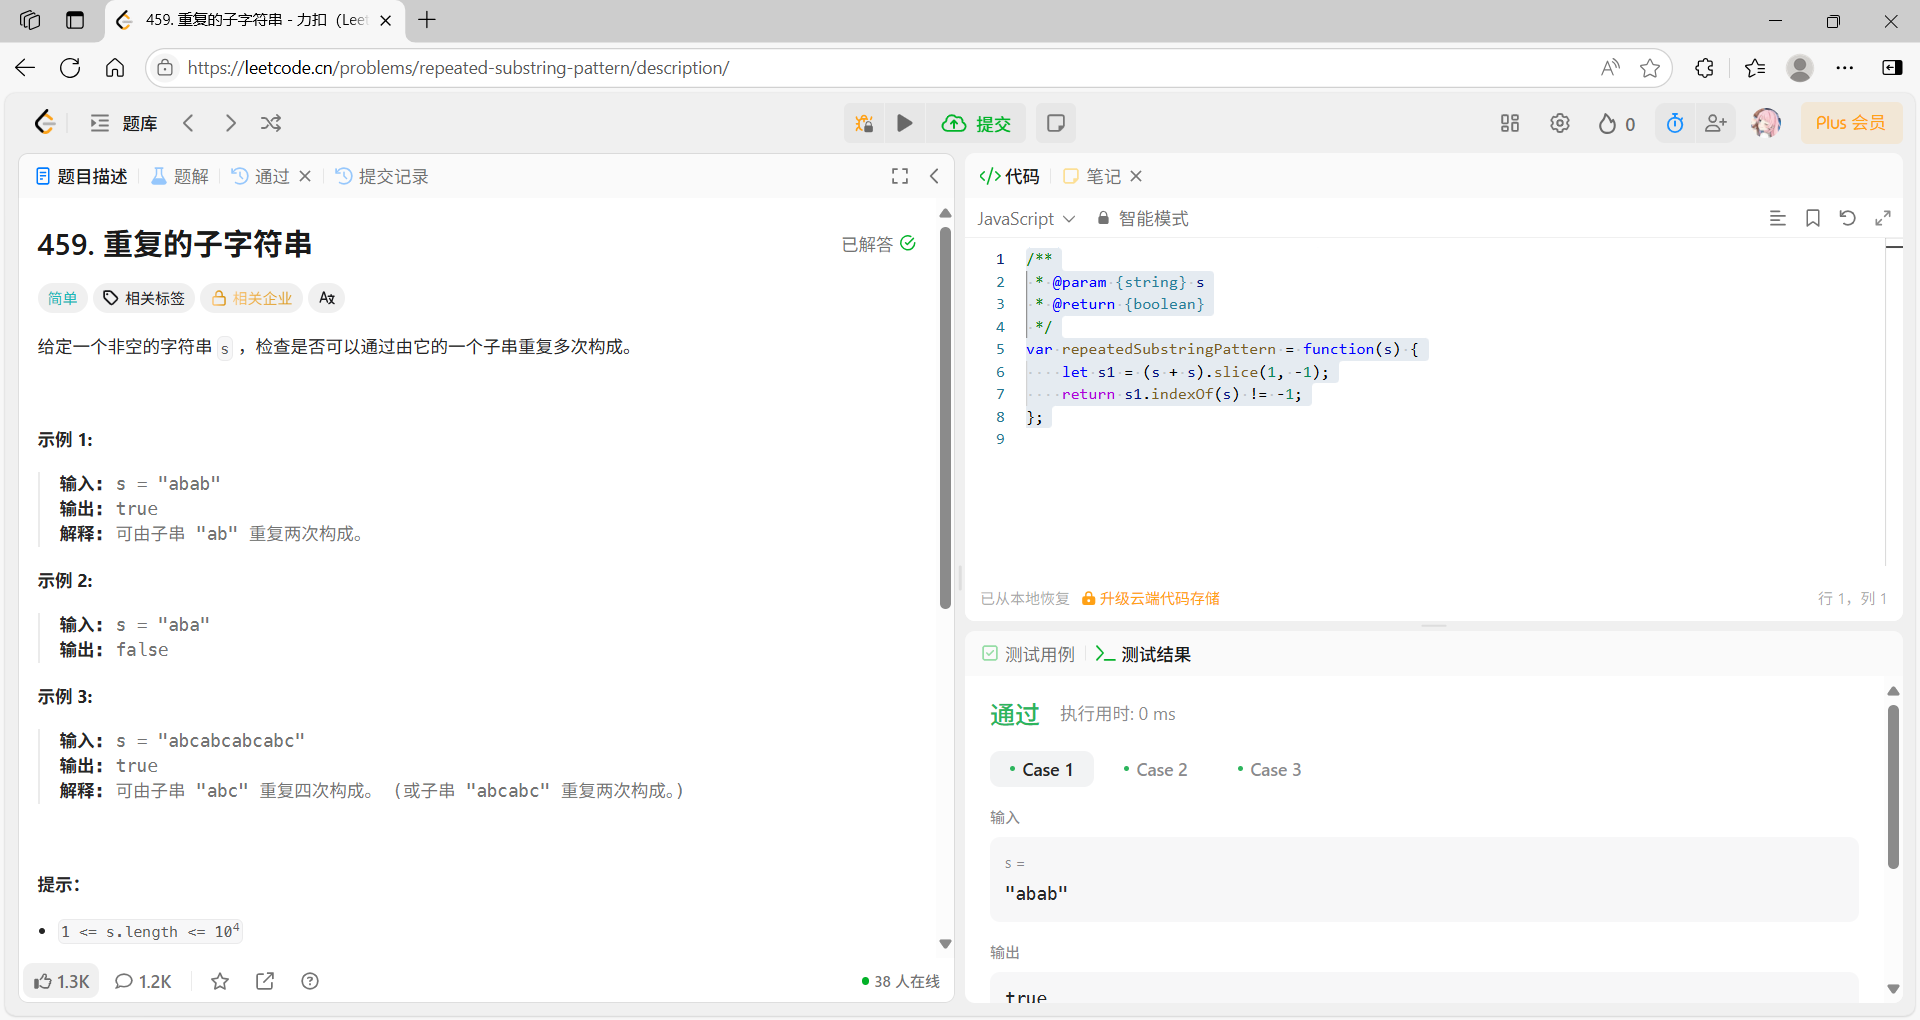 459. 重复的子字符串 - 力扣（Leet
https://leetcode.cn/problems/repeated-substring-pattern/description/
题库
提交
0
Plus 会员
题目描述
题解
通过
提交记录
459. 重复的子字符串
已解答
简单
相关标签
相关企业
给定一个非空的字符串 s ，检查是否可以通过由它的一个子串重复多次构成。
示例 1:
输入: s = "abab"
输出: true
解释: 可由子串 "ab" 重复两次构成。
示例 2:
输入: s = "aba"
输出: false
示例 3:
输入: s = "abcabcabcabc"
输出: true
解释: 可由子串 "abc" 重复四次构成。 (或子串 "abcabc" 重复两次构成。)
提示：
1 <= s.length <= 10⁴
1.3K
1.2K
38 人在线
</> 代码
笔记
JavaScript
智能模式
1 /**
2  * @param {string} s
3  * @return {boolean}
4  */
5 var repeatedSubstringPattern = function(s) {
6     let s1 = (s + s).slice(1, -1);
7     return s1.indexOf(s) != -1;
8 };
9
已从本地恢复
升级云端代码存储
行 1，列 1
测试用例
测试结果
通过
执行用时: 0 ms
Case 1
Case 2
Case 3
输入
s =
"abab"
输出
true